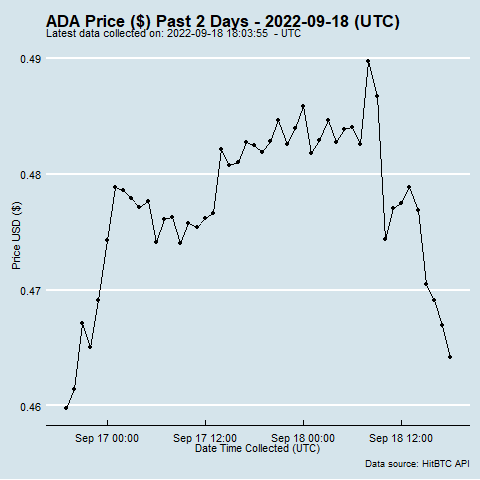 ADA Price ($) Past 2 Days - 2022-09-18 (UTC)
Latest data collected on: 2022-09-18 18:03:55  - UTC
0.49
0.48
0.47
0.46
Price USD ($)
Sep 17 00:00
Sep 17 12:00
Sep 18 00:00
Sep 18 12:00
Date Time Collected (UTC)
Data source: HitBTC API